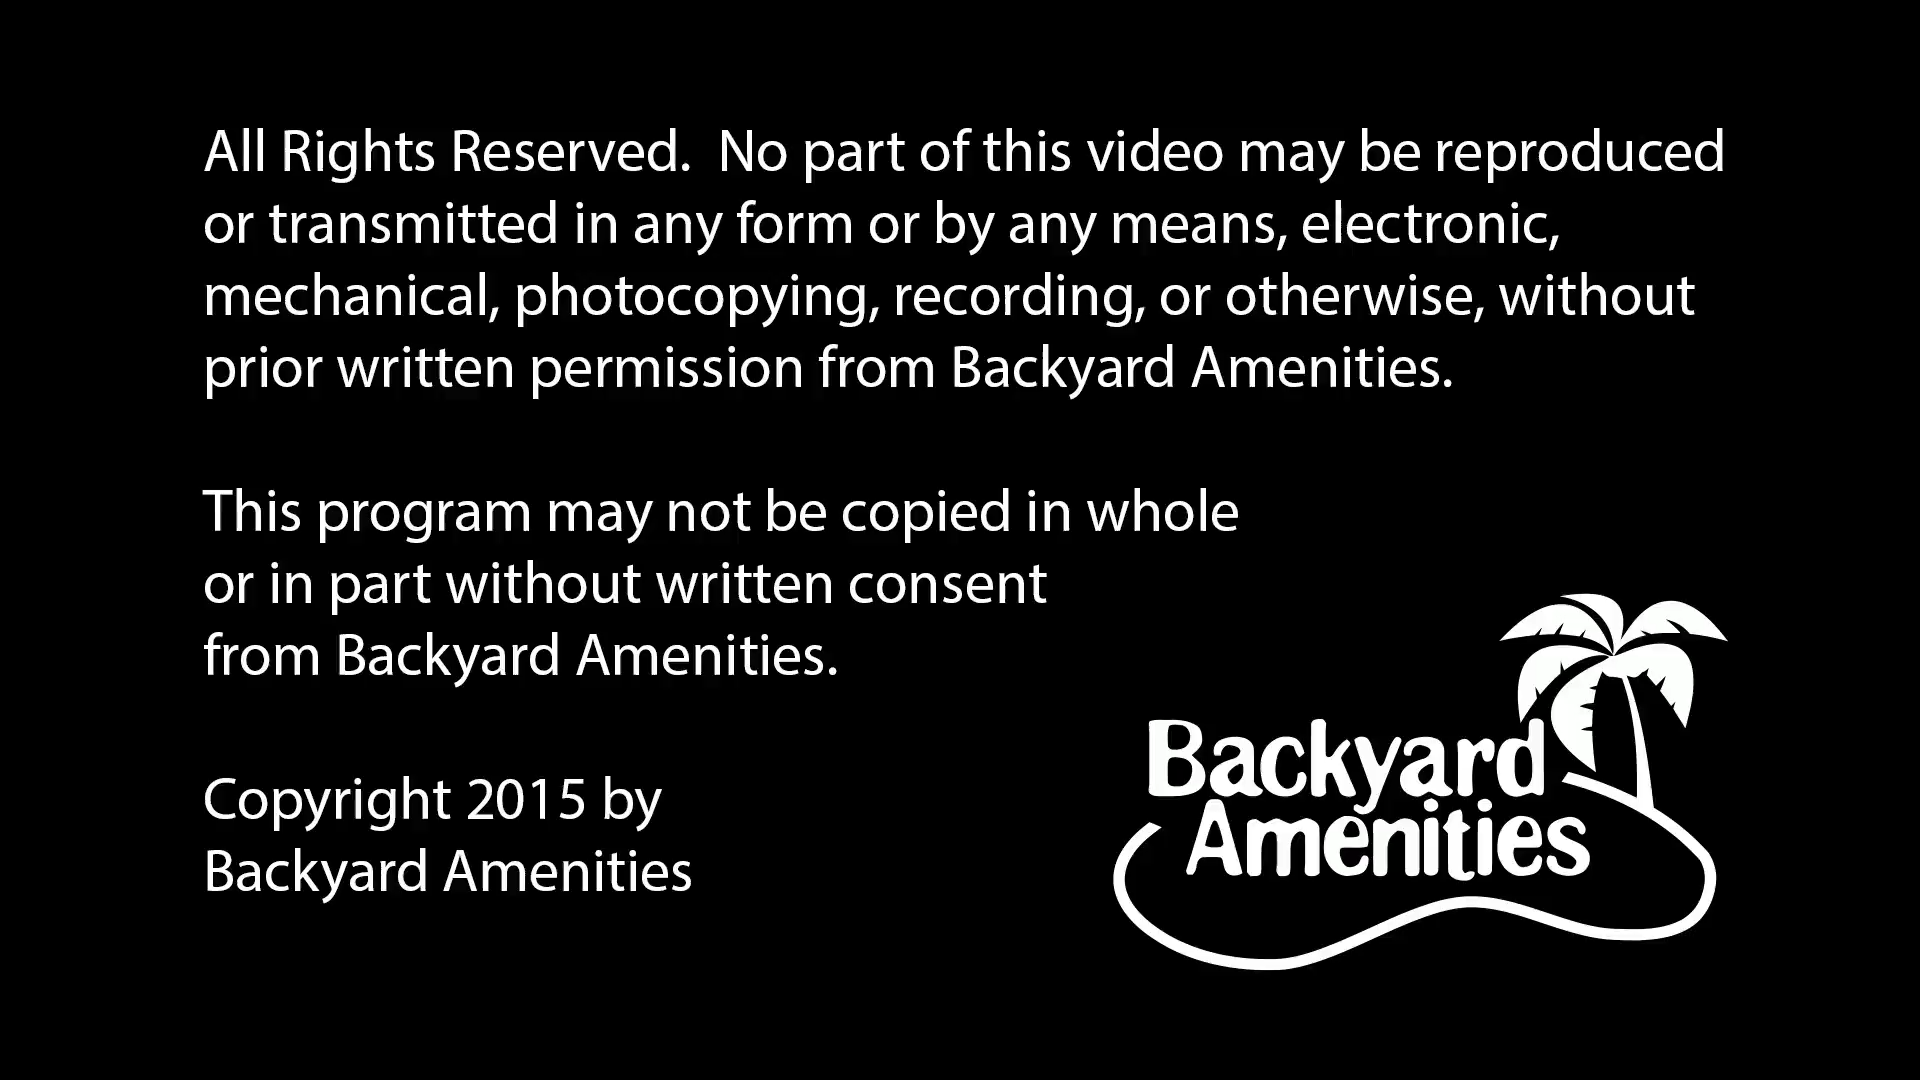 All Rights Reserved.  No part of this video may be reproduced
or transmitted in any form or by any means, electronic,
mechanical, photocopying, recording, or otherwise, without
prior written permission from Backyard Amenities.
This program may not be copied in whole
or in part without written consent
from Backyard Amenities.
Copyright 2015 by
Backyard Amenities
Backyard
Amenities